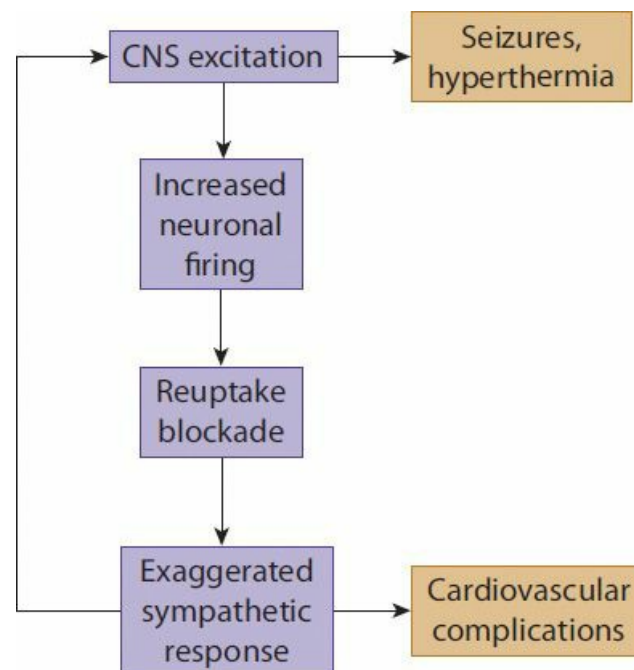 CNS excitation
Seizures,
hyperthermia
Increased
neuronal
firing
Reuptake
blockade
Exaggerated
sympathetic
response
Cardiovascular
complications